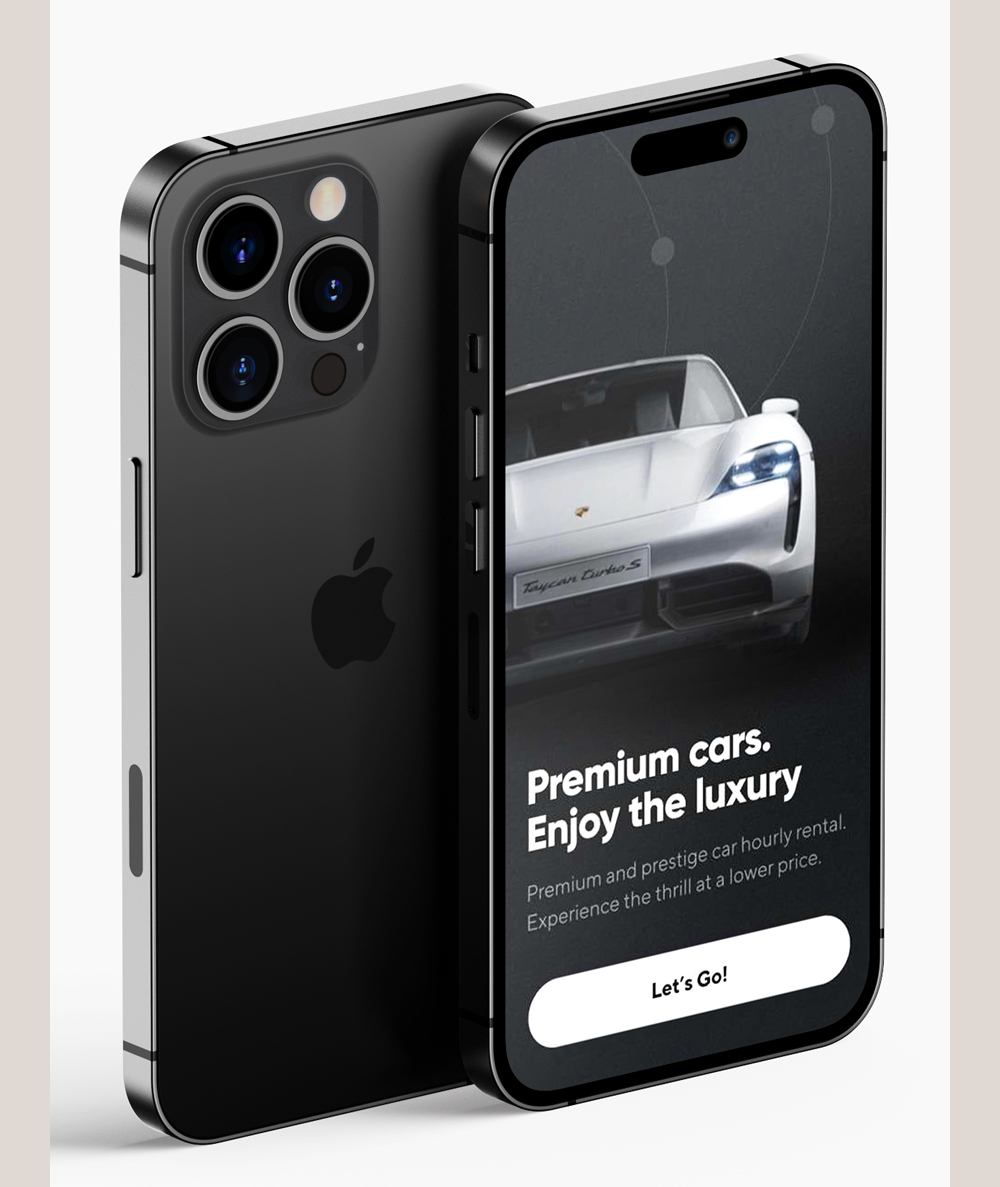 Taycan turbo S
Premium cars.
Enjoy the luxury
Premium and prestige car hourly rental.
Experience the thrill at a lower price.
Let's Go!